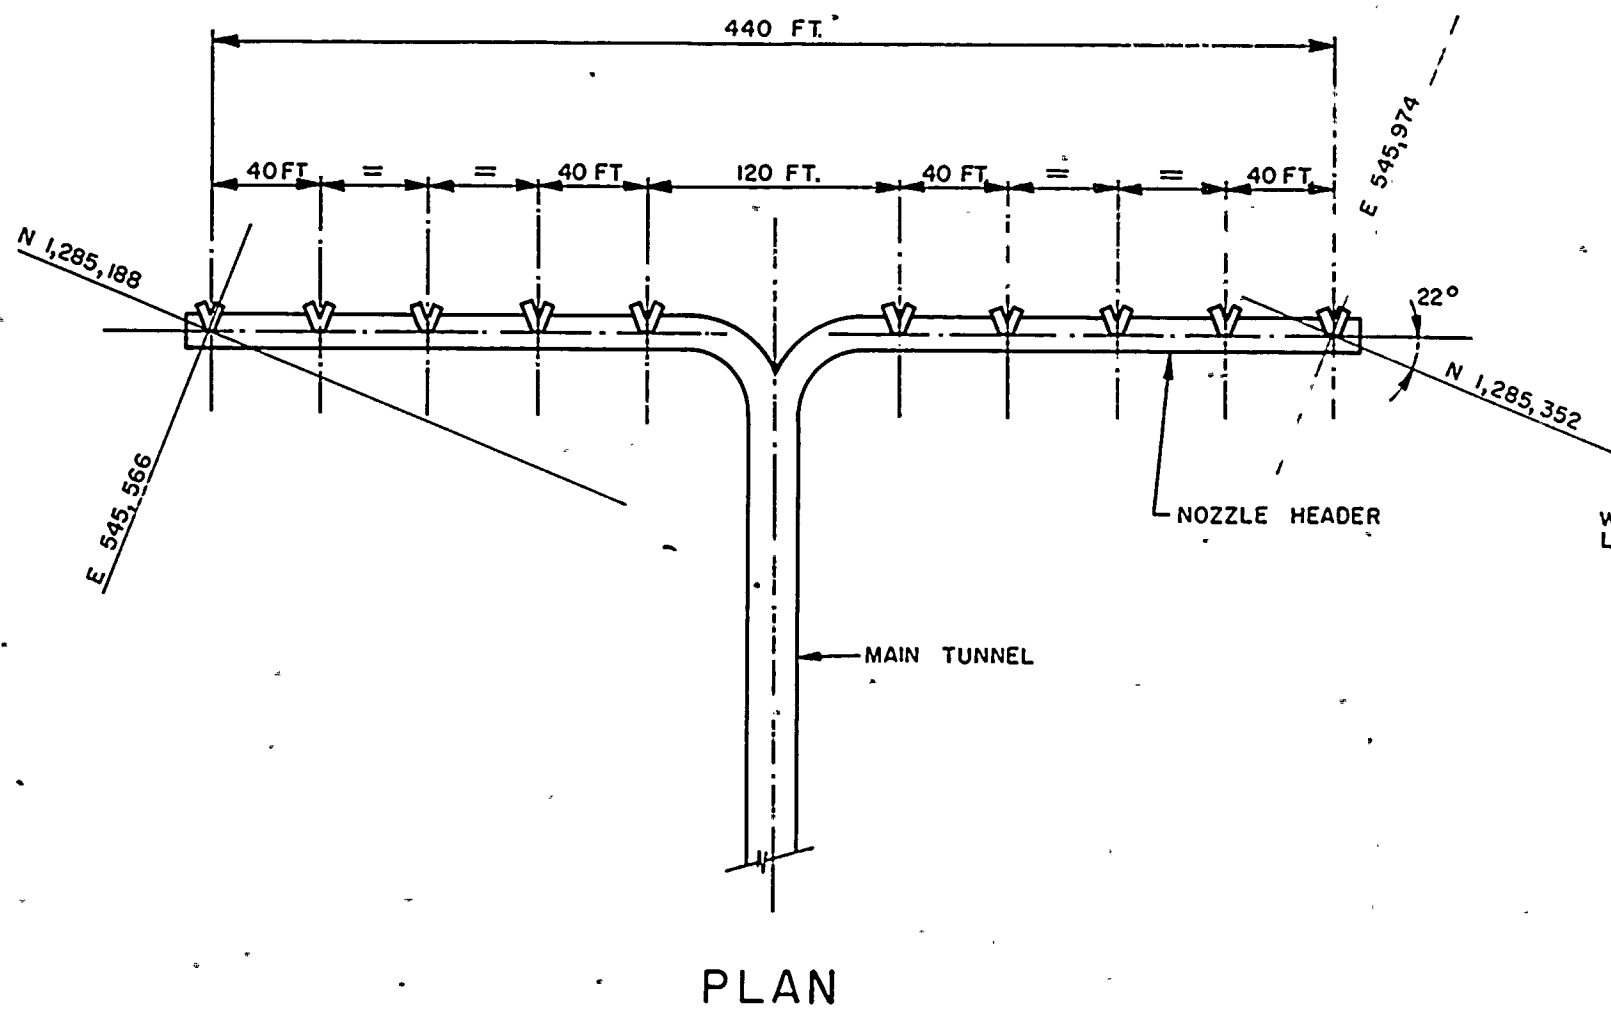 440 FT.
40 FT = = 40 FT 120 FT. 40 FT. = = 40 FT.
E 545,974
N 1,285,188
22°
N 1,285,352
E 545,566
NOZZLE HEADER
W
L
MAIN TUNNEL
PLAN